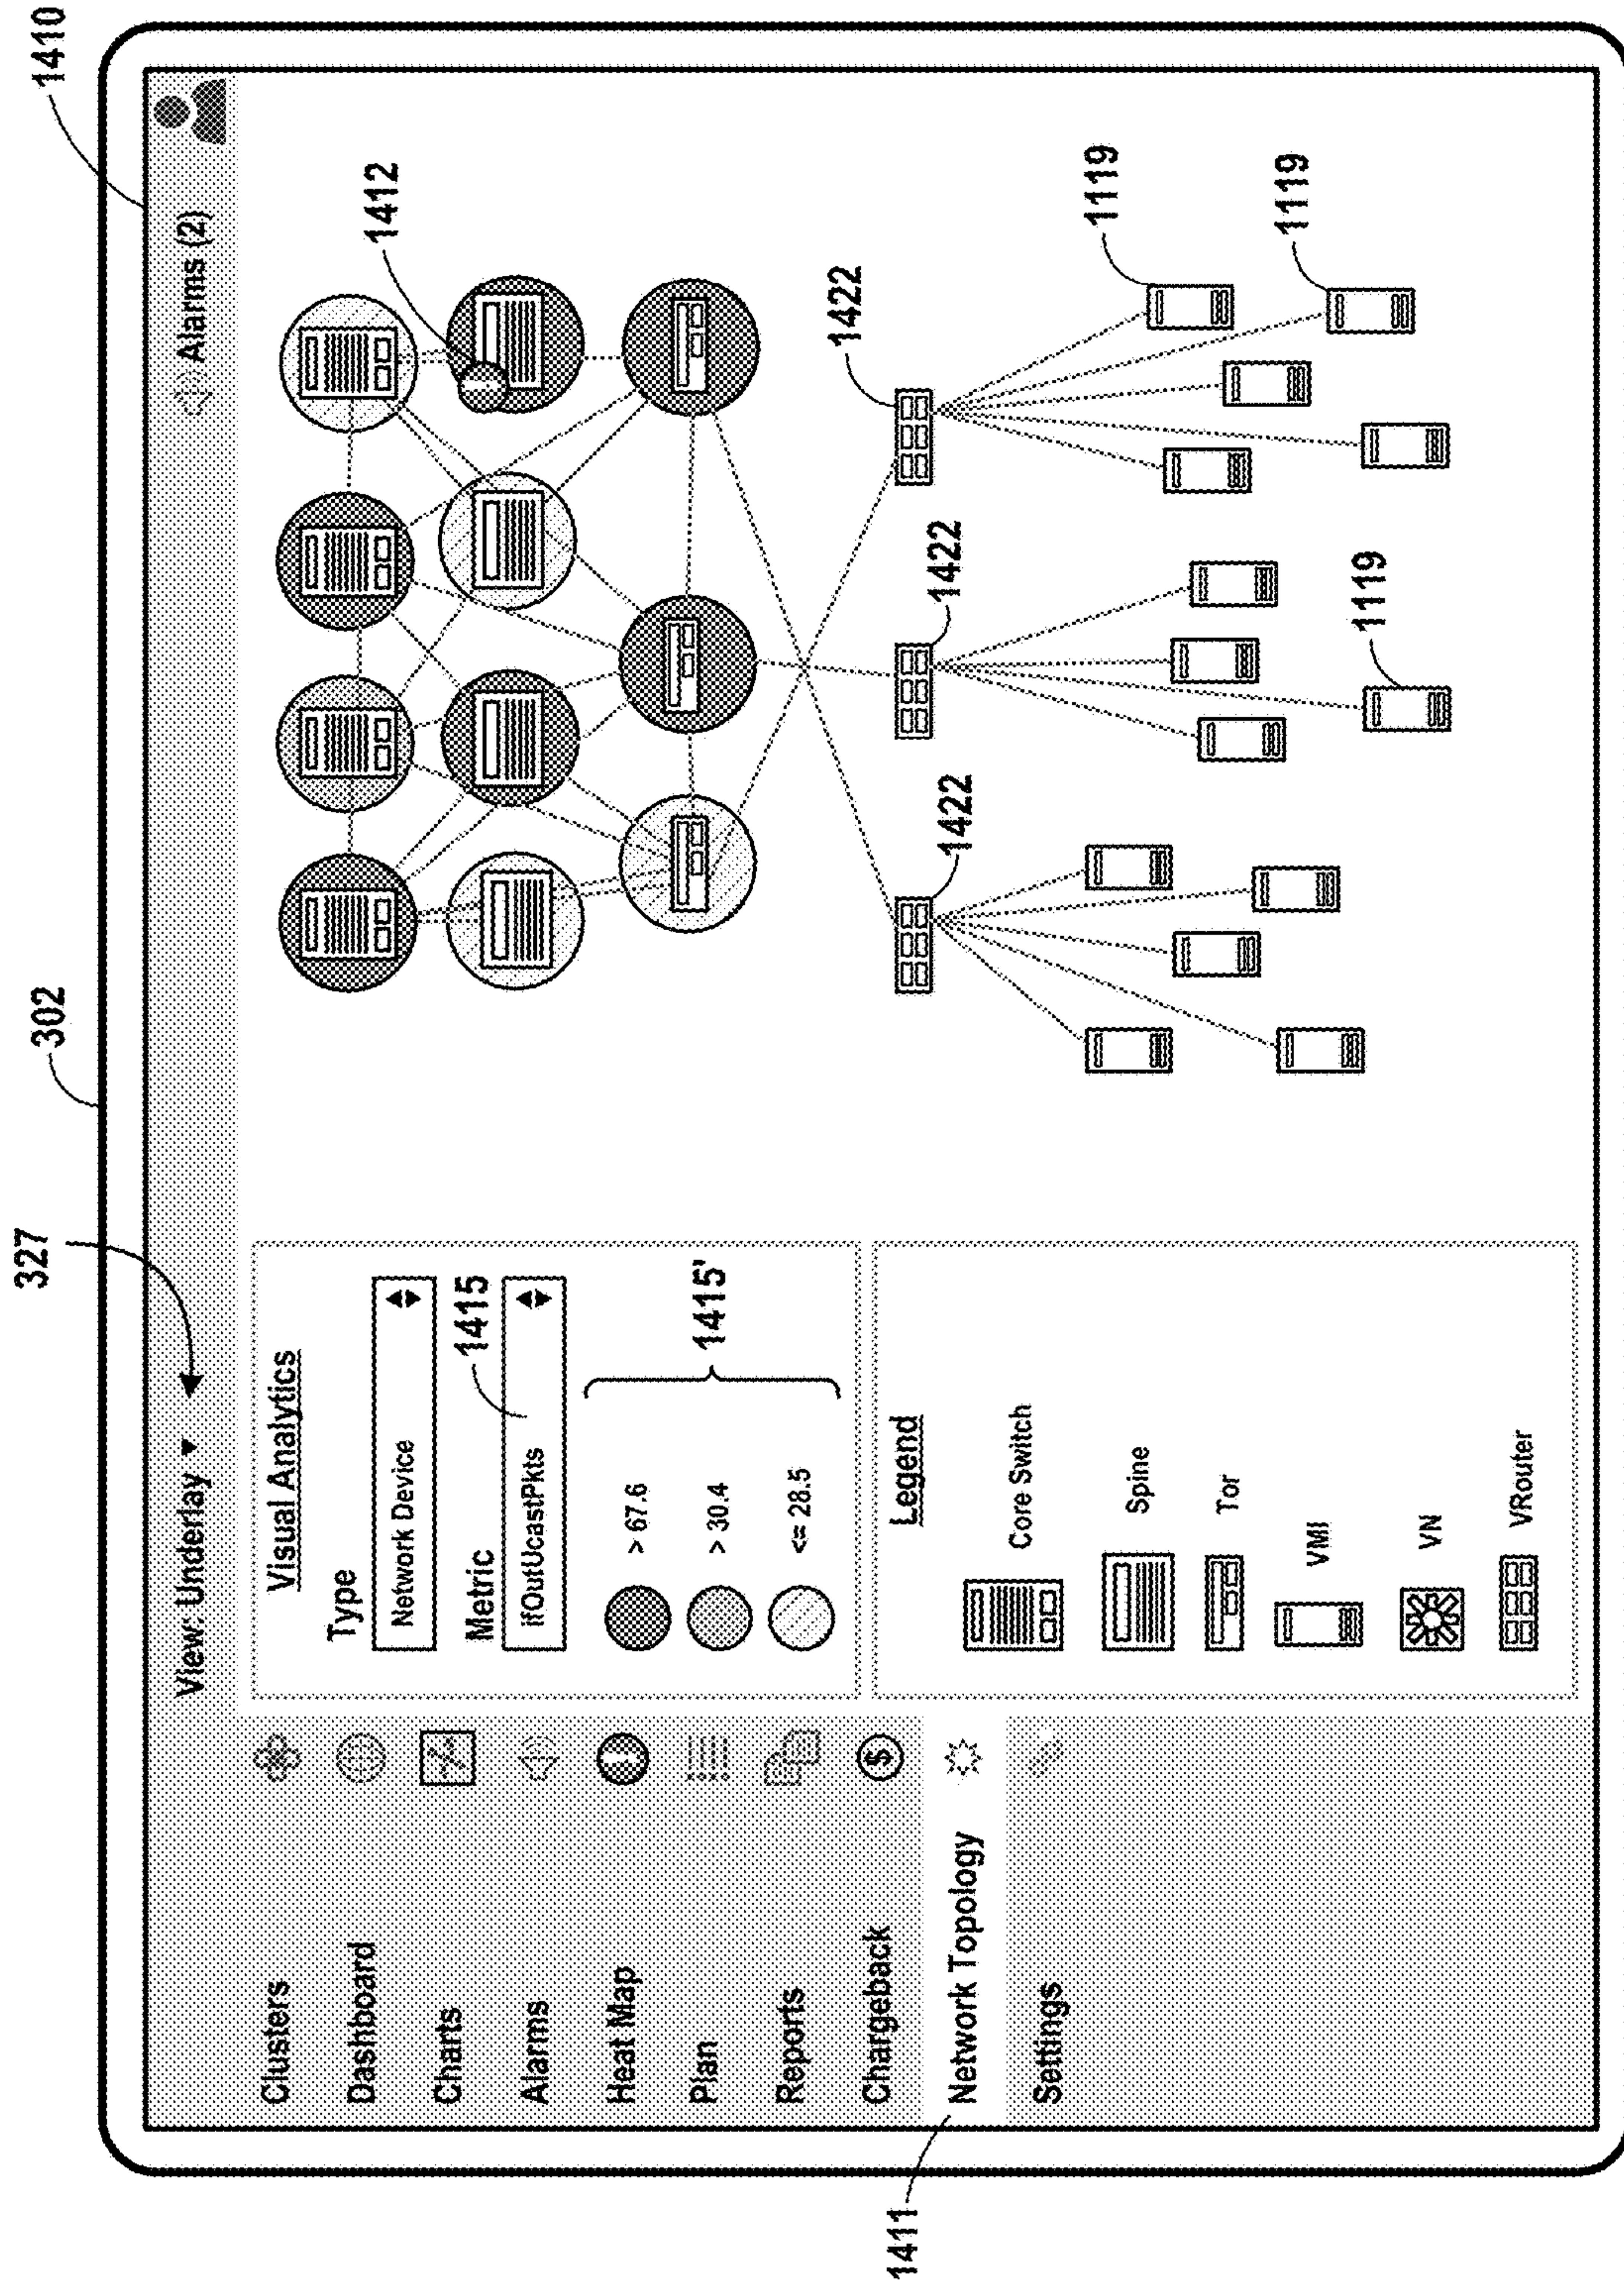 302
1410
327
View: Underlay
Alarms (2)
Clusters
Dashboard
Charts
Alarms
Heat Map
Plan
Reports
Chargeback
$
1411
Network Topology
Settings
Visual Analytics
Type
Network Device
Metric
1415
ifOutUcastPkts
> 67.6
> 30.4
<= 28.5
1415'
Legend
Core Switch
Spine
Tor
VMI
VN
VRouter
1412
1422
1422
1422
1119
1119
1119